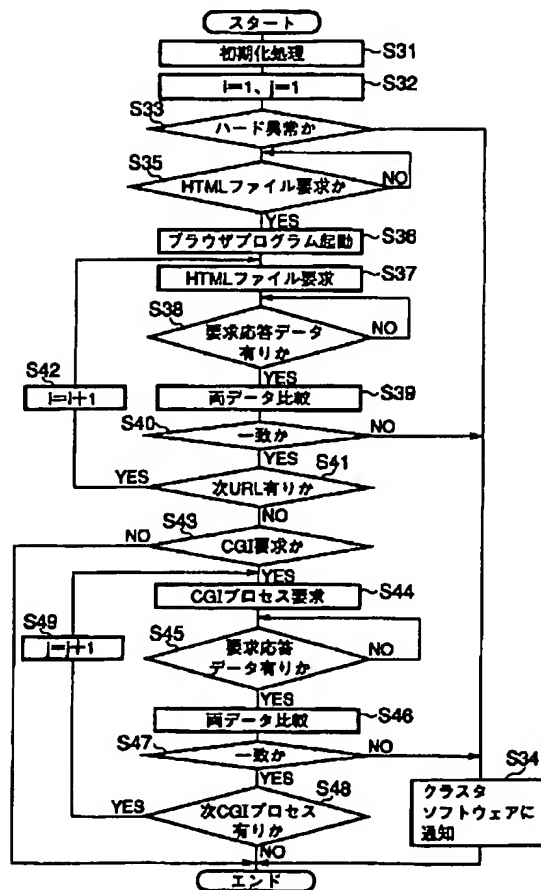 スタート
初期化処理
S31
i=1、j=1
S32
S33
ハード異常か
S35
HTMLファイル要求か
NO
YES
ブラウザプログラム起動
S36
HTMLファイル要求
S37
S38
要求応答データ
有りか
NO
YES
S42
i=i+1
両データ比較
S39
S40
一致か
NO
YES
S41
YES
次URL有りか
NO
S43
NO
CGI要求か
YES
CGIプロセス要求
S44
S49
j=j+1
S45
要求応答
データ有りか
NO
YES
両データ比較
S46
S47
一致か
NO
YES
S34
S48
YES
次CGIプロセス
有りか
クラスタ
ソフトウェアに
通知
NO
エンド